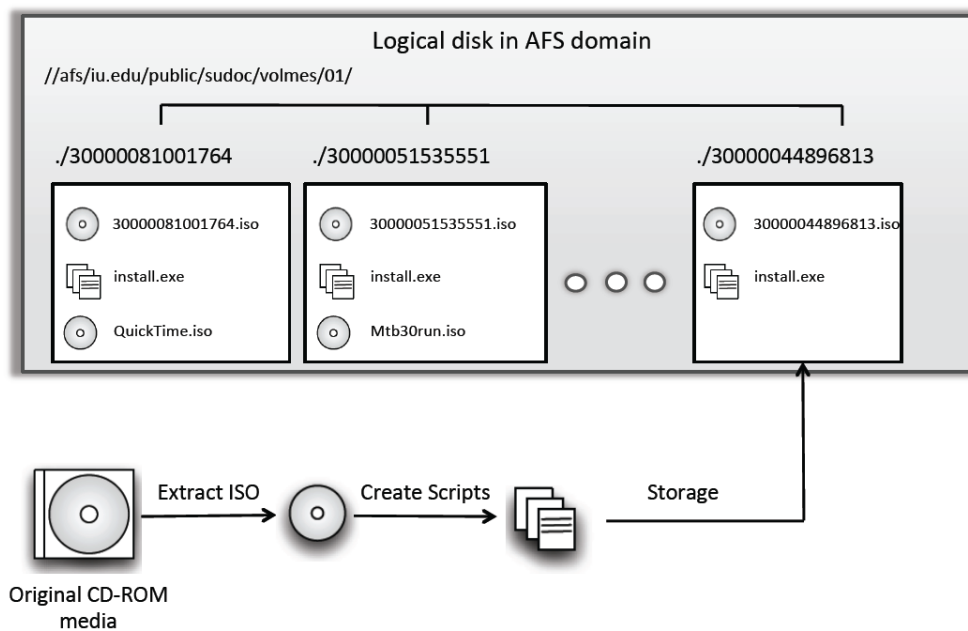 Logical disk in AFS domain
//afs/iu.edu/public/sudoc/volmes/01/
./30000081001764
./30000051535551
./30000044896813
30000081001764.iso
install.exe
QuickTime.iso
30000051535551.iso
install.exe
Mtb30run.iso
30000044896813.iso
install.exe
Extract ISO
Create Scripts
Storage
Original CD-ROM
media